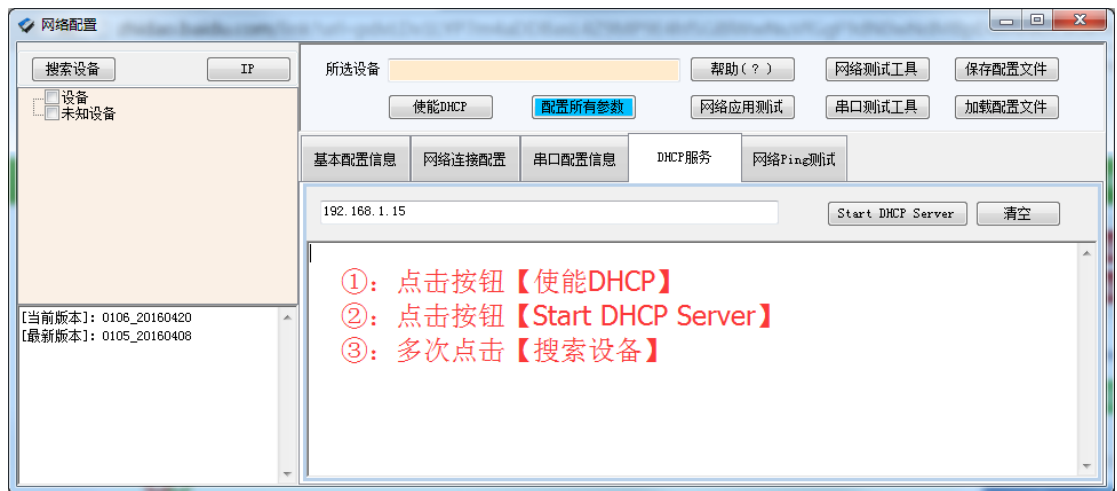 网络配置
搜索设备
IP
设备
未知设备
[当前版本]: 0106_20160420
[最新版本]: 0105_20160408
所选设备
帮助(?)
网络测试工具
保存配置文件
使能DHCP
配置所有参数
网络应用测试
串口测试工具
加载配置文件
基本配置信息
网络连接配置
串口配置信息
DHCP服务
网络Ping测试
192.168.1.15
Start DHCP Server
清空
①：点击按钮【使能DHCP】
②：点击按钮【Start DHCP Server】
③：多次点击【搜索设备】